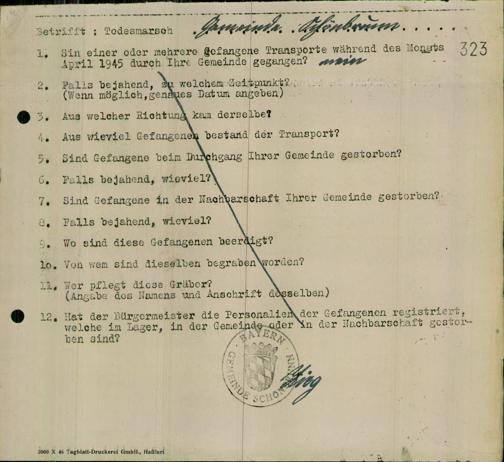 Betrifft : Todesmarsch Gemeinde Schönbrunn
323
1. Sin einer oder mehrere Gefangene Transporte während des Monats
April 1945 durch Ihre Gemeinde gegangen? nein
2. Falls bejahend, zu welchem Zeitpunkt?
(Wenn möglich,genaues Datum angeben)
3. Aus welcher Richtung kam derselbe?
4. Aus wieviel Gefangenen bestand der Transport?
5. Sind Gefangene beim Durchgang Ihrer Gemeinde gestorben?
6. Falls bejahend, wieviel?
7. Sind Gefangene in der Nachbarschaft Ihrer Gemeinde gestorben?
8. Falls bejahend, wieviel?
9. Wo sind diese Gefangenen beerdigt?
10. Von wem sind dieselben begraben worden?
11. Wer pflegt diese Gräber?
(Angabe des Namens und Anschrift desselben)
12. Hat der Bürgermeister die Personalien der Gefangenen registriert,
welche im Lager, in der Gemeinde oder in der Nachbarschaft gestor-
ben sind?
BAYERN
GEMEINDE
3000 X 46 Tagblatt-Druckerei GmbH., Haßfurt